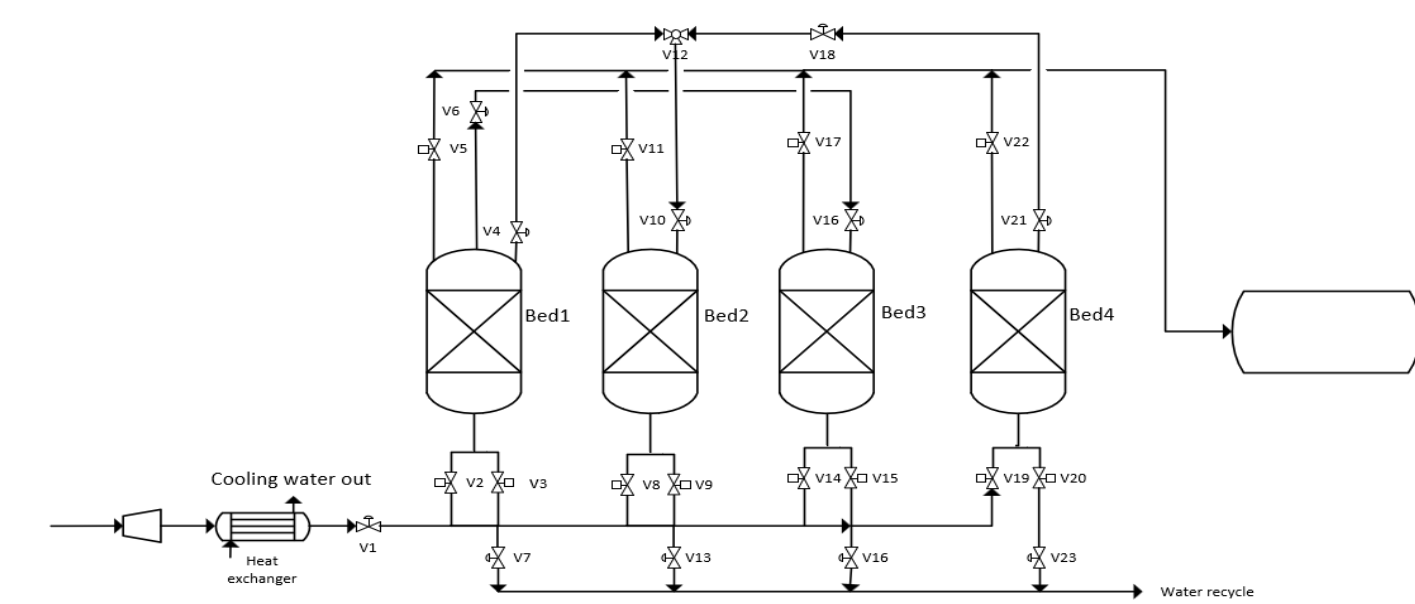 V12
V18
V6
V5
V11
V17
V22
V4
V10
V16
V21
Bed1
Bed2
Bed3
Bed4
Cooling water out
V2
V3
V8
V9
V14
V15
V19
V20
V1
Heat
exchanger
V7
V13
V16
V23
Water recycle